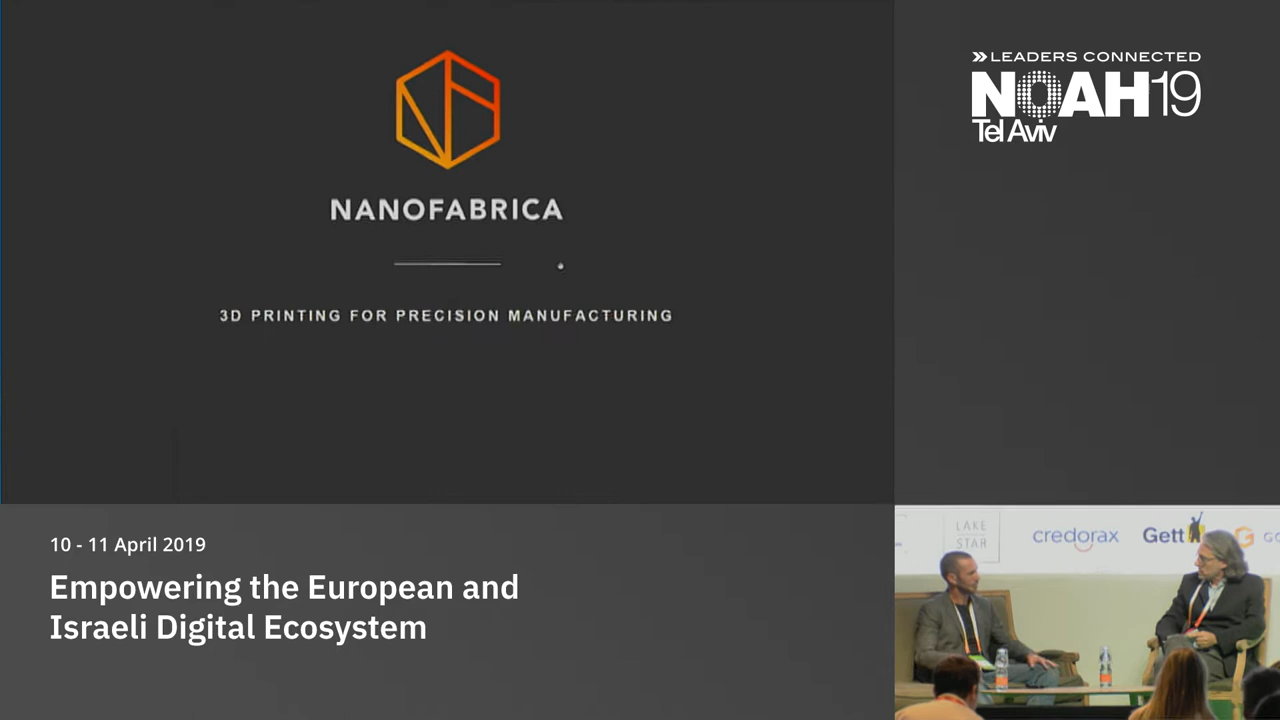 NANOFABRICA
3D PRINTING FOR PRECISION MANUFACTURING
LEADERS CONNECTED
NOAH19
Tel Aviv
10 - 11 April 2019
Empowering the European and
Israeli Digital Ecosystem
LAKE
STAR
credorax
Gett